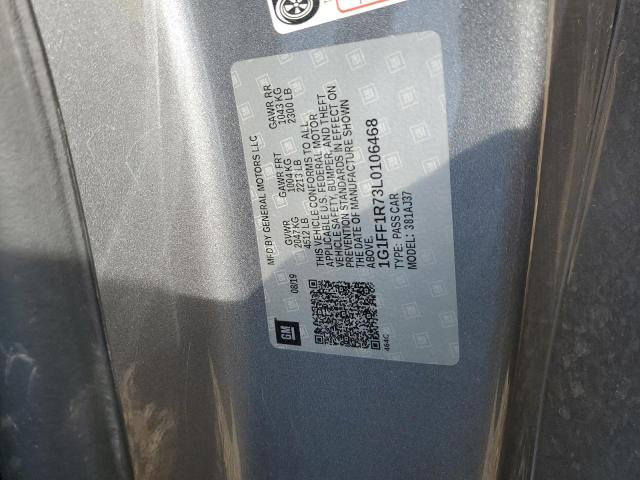 MFD BY GENERAL MOTORS LLC
08/19
GVWR GAWR FRT GAWR RR
2047 KG 1004 KG 1043 KG
4512 LB 2213 LB 2300 LB
THIS VEHICLE CONFORMS TO ALL
APPLICABLE U.S. FEDERAL MOTOR
VEHICLE SAFETY, BUMPER, AND THEFT
PREVENTION STANDARDS IN EFFECT ON
THE DATE OF MANUFACTURE SHOWN
ABOVE.
1G1FF1R73L0106468
TYPE: PASS CAR
MODEL: 381AJ37
GM
464C